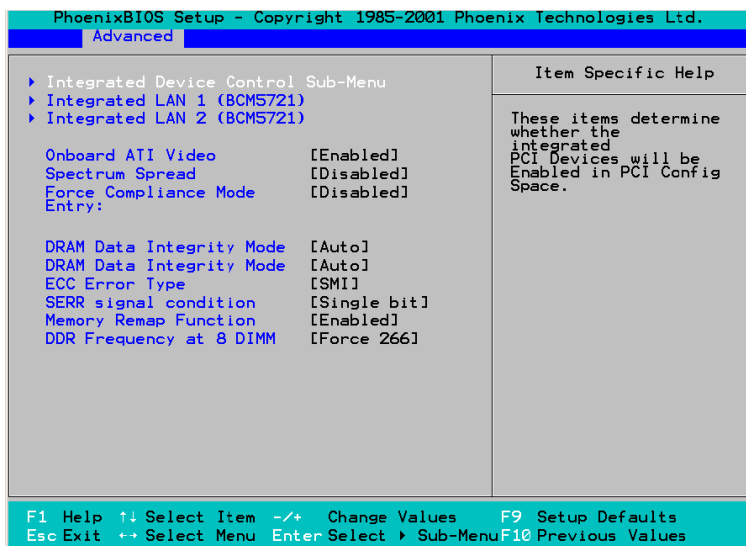 PhoenixBIOS Setup - Copyright 1985-2001 Phoenix Technologies Ltd.
Advanced
Integrated Device Control Sub-Menu
Integrated LAN 1 (BCM5721)
Integrated LAN 2 (BCM5721)
Onboard ATI Video [Enabled]
Spectrum Spread [Disabled]
Force Compliance Mode [Disabled]
Entry:
DRAM Data Integrity Mode [Auto]
DRAM Data Integrity Mode [Auto]
ECC Error Type [SMI]
SERR signal condition [Single bit]
Memory Remap Function [Enabled]
DDR Frequency at 8 DIMM [Force 266]
Item Specific Help
These items determine
whether the
integrated
PCI Devices will be
Enabled in PCI Config
Space.
F1 Help ↑↓ Select Item -/+ Change Values F9 Setup Defaults
Esc Exit ↔ Select Menu Enter Select ▸ Sub-Menu F10 Previous Values